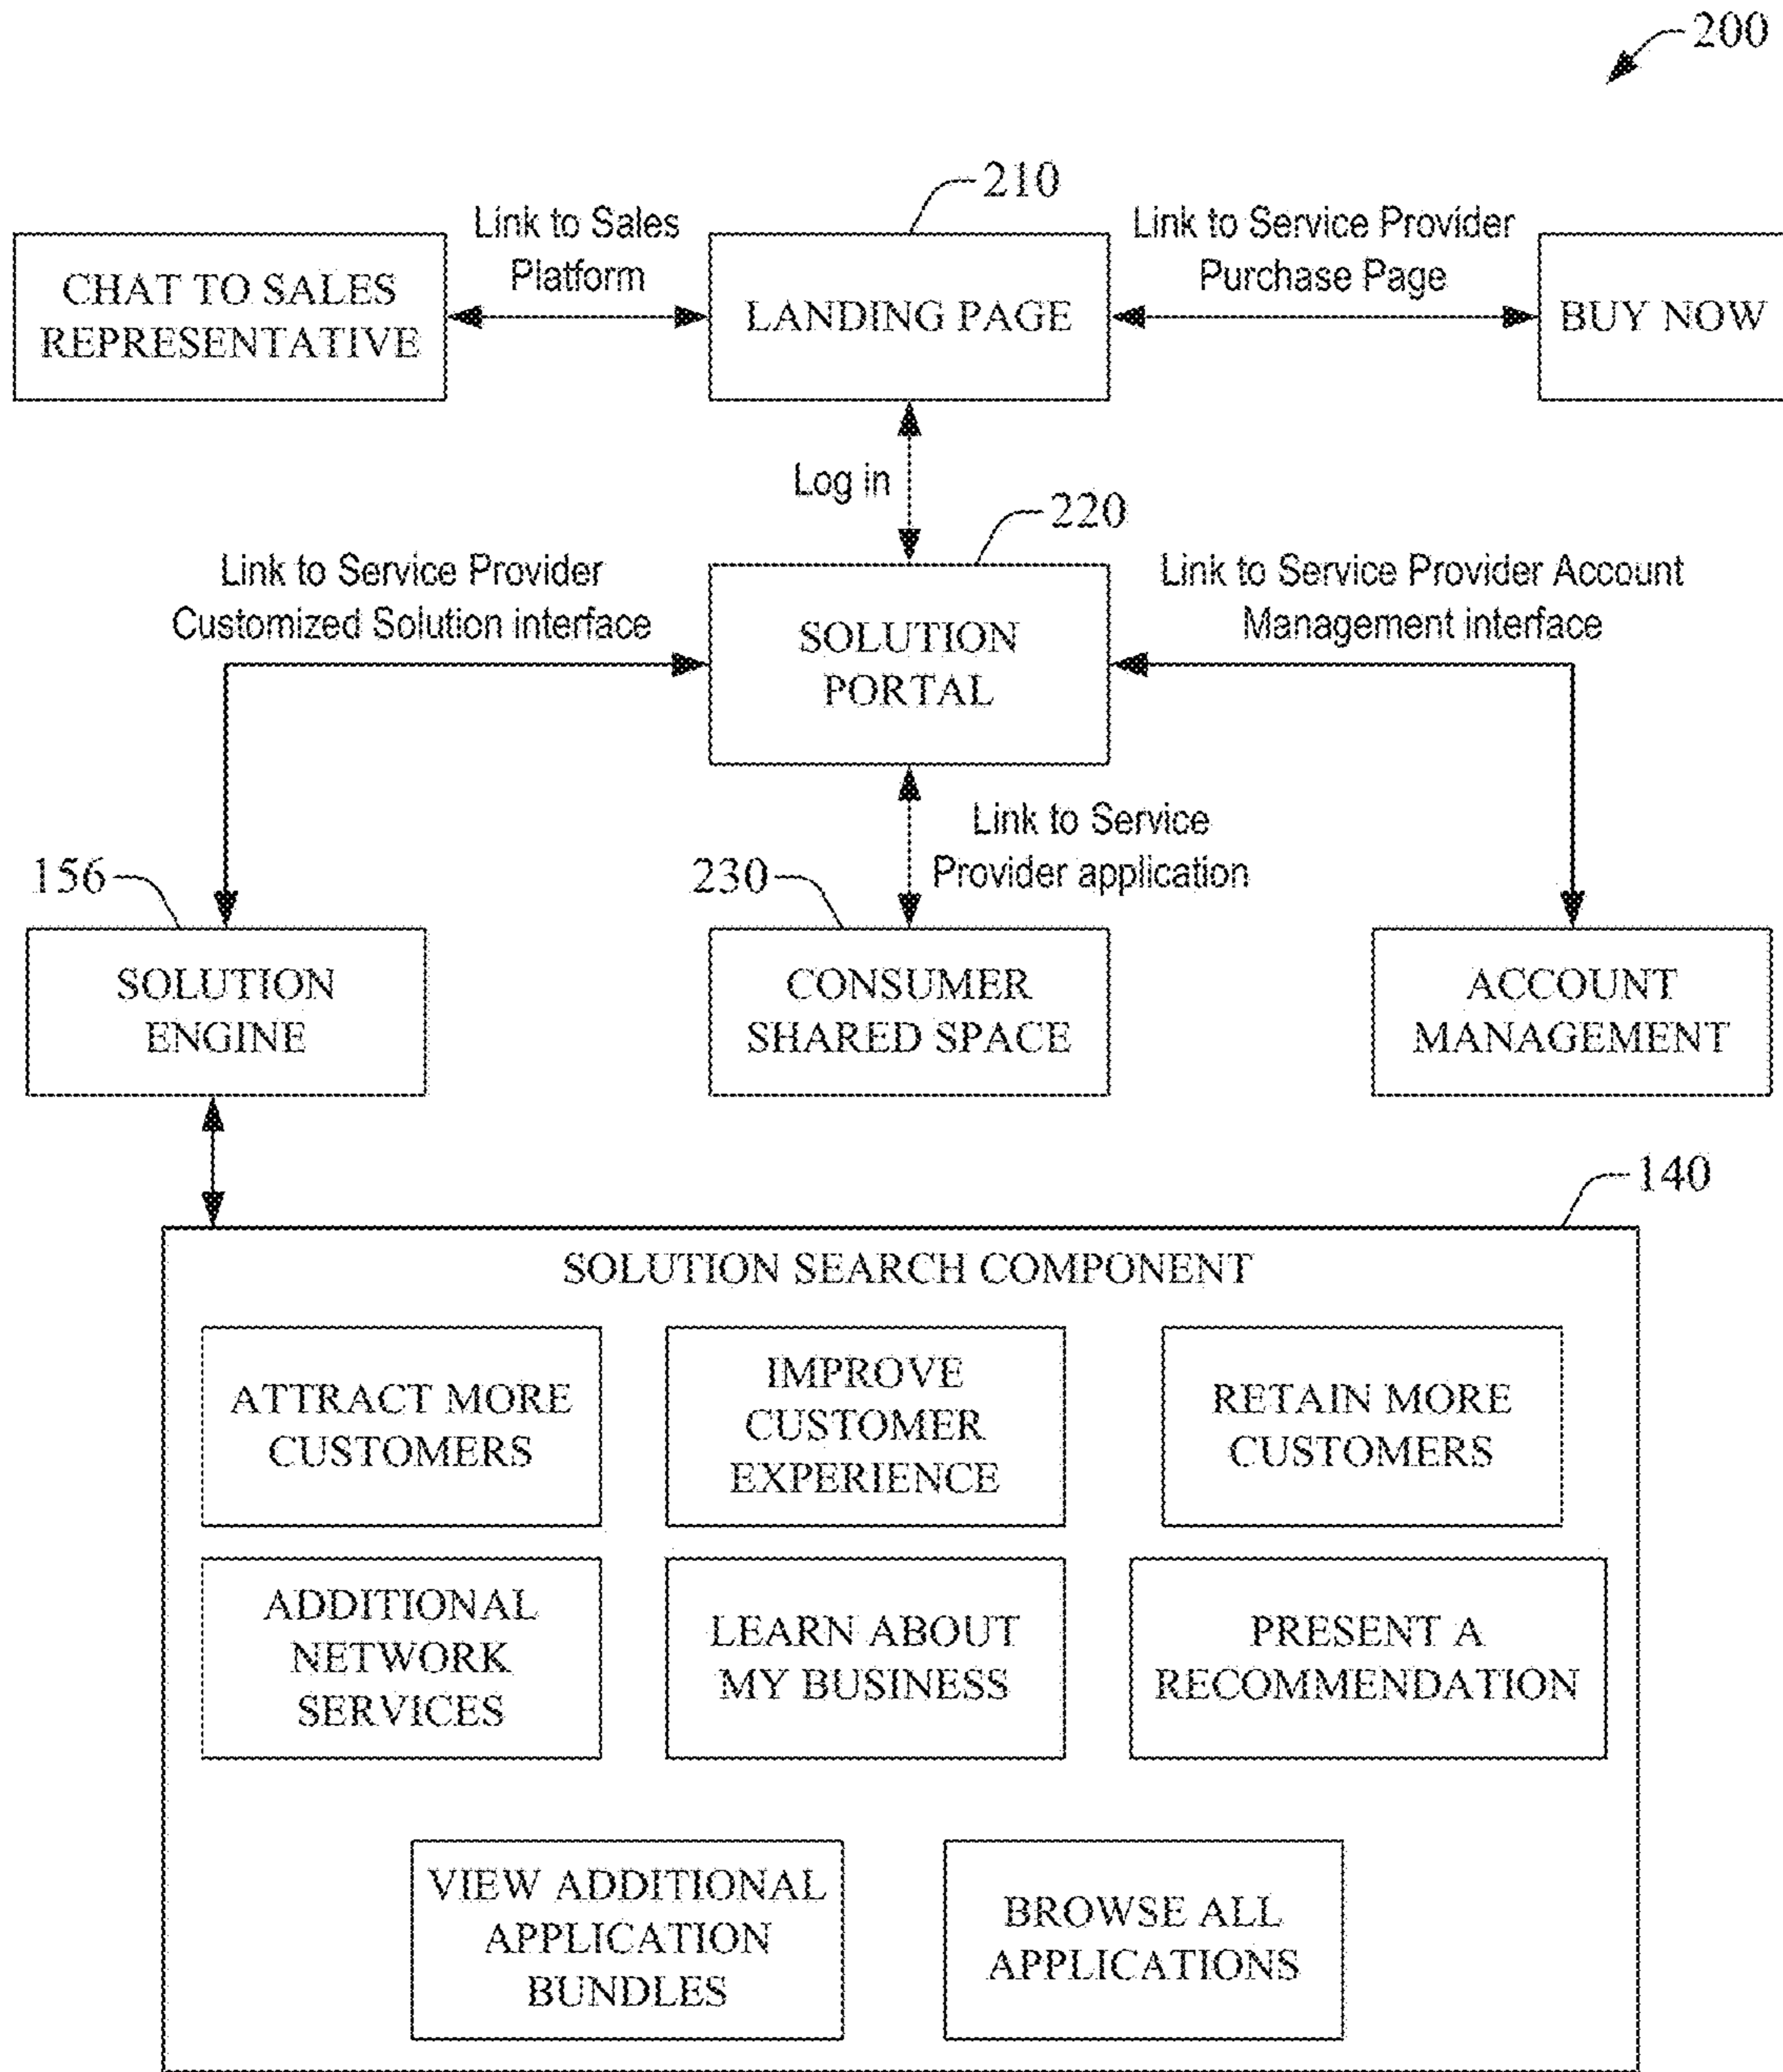 200
210
Link to Sales
Platform
Link to Service Provider
Purchase Page
CHAT TO SALES
REPRESENTATIVE
LANDING PAGE
BUY NOW
Log in
220
Link to Service Provider
Customized Solution interface
Link to Service Provider Account
Management interface
SOLUTION
PORTAL
Link to Service
Provider application
156
230
SOLUTION
ENGINE
CONSUMER
SHARED SPACE
ACCOUNT
MANAGEMENT
140
SOLUTION SEARCH COMPONENT
ATTRACT MORE
CUSTOMERS
IMPROVE
CUSTOMER
EXPERIENCE
RETAIN MORE
CUSTOMERS
ADDITIONAL
NETWORK
SERVICES
LEARN ABOUT
MY BUSINESS
PRESENT A
RECOMMENDATION
VIEW ADDITIONAL
APPLICATION
BUNDLES
BROWSE ALL
APPLICATIONS